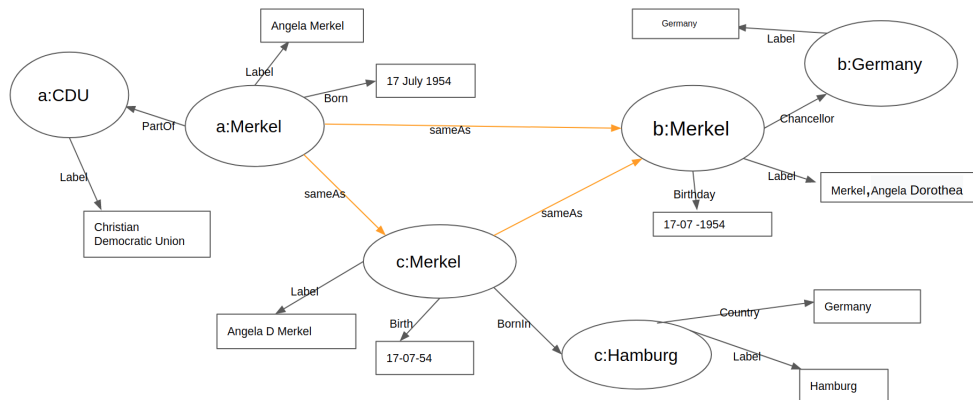 Angela Merkel
Germany
Label
b:Germany
Label
17 July 1954
Born
a:CDU
a:Merkel
PartOf
sameAs
b:Merkel
Chancellor
Label
sameAs
Label
Merkel,Angela Dorothea
Birthday
sameAs
Christian
Democratic Union
17-07 -1954
c:Merkel
Label
Angela D Merkel
Birth
BornIn
17-07-54
Country
Germany
c:Hamburg
Label
Hamburg